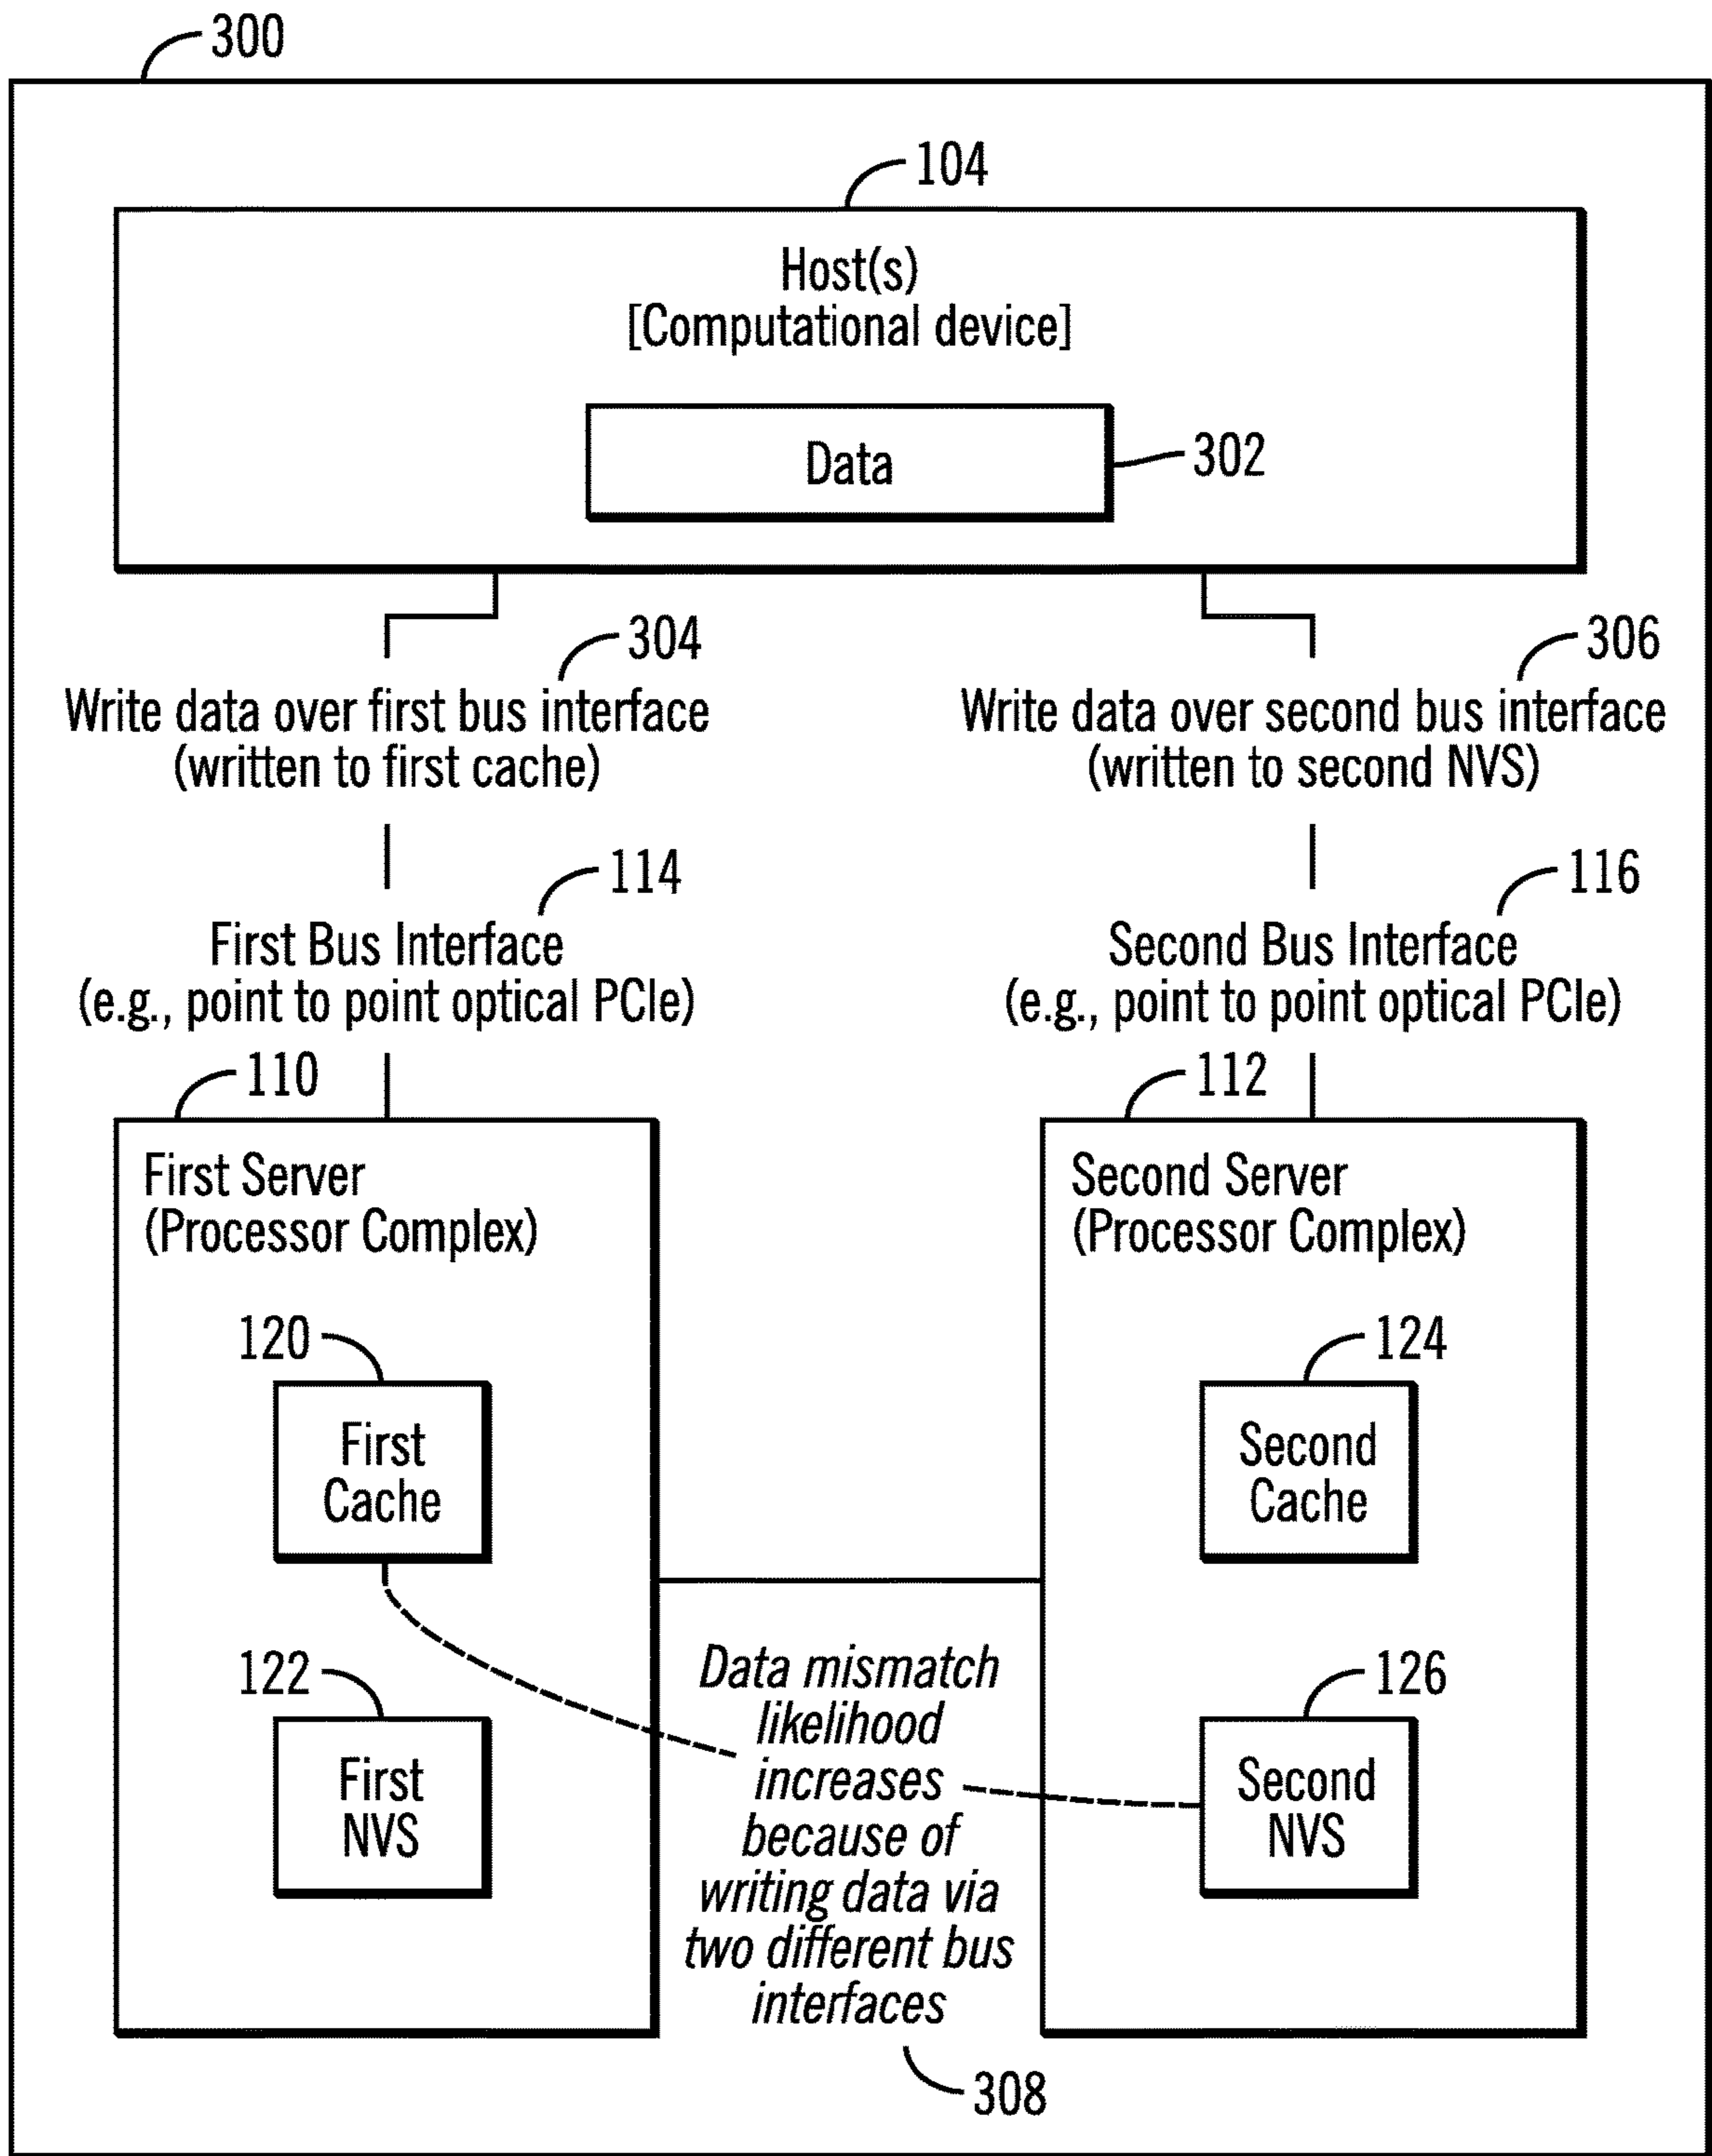 300
104
Host(s)
[Computational device]
Data
302
304
Write data over first bus interface
(written to first cache)
306
Write data over second bus interface
(written to second NVS)
114
First Bus Interface
(e.g., point to point optical PCIe)
116
Second Bus Interface
(e.g., point to point optical PCIe)
110
First Server
(Processor Complex)
120
First
Cache
122
First
NVS
112
Second Server
(Processor Complex)
124
Second
Cache
126
Second
NVS
Data mismatch
likelihood
increases
because of
writing data via
two different bus
interfaces
308